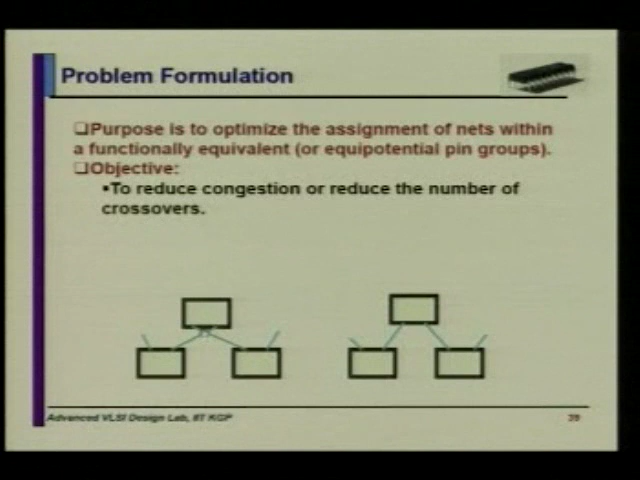 Problem Formulation
❑Purpose is to optimize the assignment of nets within
a functionally equivalent (or equipotential pin groups).
❑Objective:
▪To reduce congestion or reduce the number of
crossovers.
Advanced VLSI Design Lab, IIT KGP
39